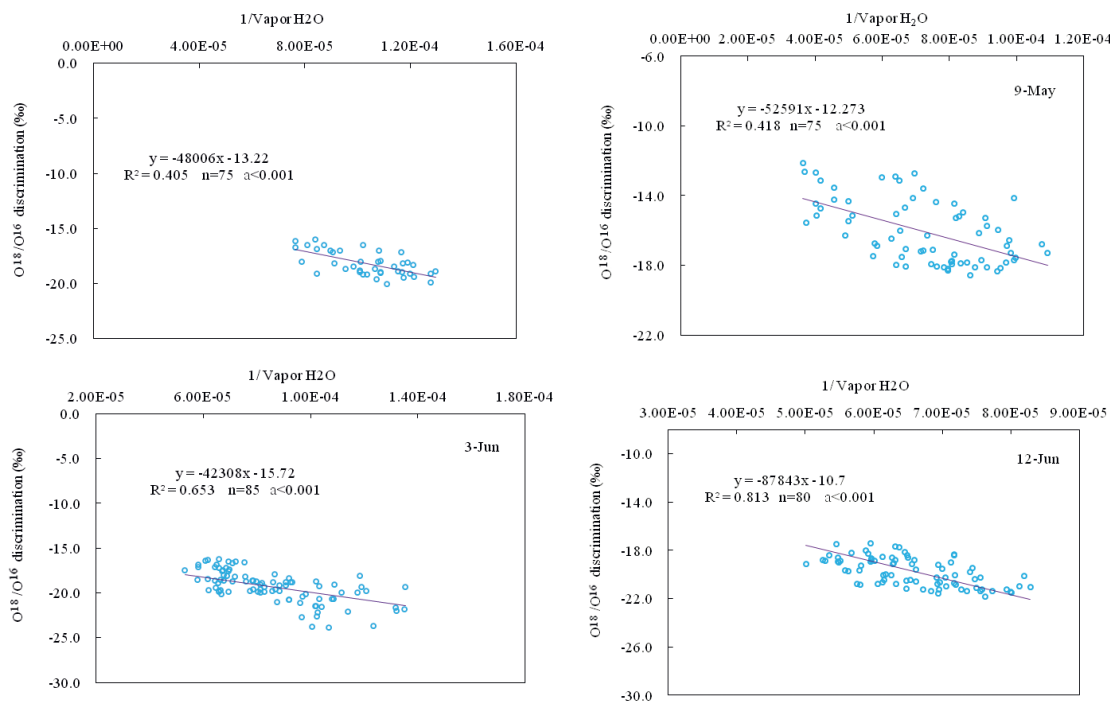 1/Vapor H2O
0.00E+00 4.00E-05 8.00E-05 1.20E-04 1.60E-04
0.0
-5.0
-10.0
-15.0
-20.0
-25.0
O¹⁸/O¹⁶ discrimination (‰)
y = -48006x - 13.22
R² = 0.405 n=75 a<0.001
1/Vapor H₂O
0.00E+00 2.00E-05 4.00E-05 6.00E-05 8.00E-05 1.00E-04 1.20E-04
-6.0
-10.0
-14.0
-18.0
-22.0
O¹⁸/O¹⁶ discrimination (‰)
9-May
y = -52591x - 12.273
R² = 0.418 n=75 a<0.001
1/Vapor H2O
2.00E-05 6.00E-05 1.00E-04 1.40E-04 1.80E-04
0.0
-5.0
-10.0
-15.0
-20.0
-25.0
-30.0
O¹⁸/O¹⁶ discrimination (‰)
3-Jun
y = -42308x - 15.72
R² = 0.653 n=85 a<0.001
1/Vapor H2O
3.00E-05 4.00E-05 5.00E-05 6.00E-05 7.00E-05 8.00E-05 9.00E-05
-10.0
-14.0
-18.0
-22.0
-26.0
-30.0
O¹⁸/O¹⁶ discrimination (‰)
12-Jun
y = -87843x - 10.7
R² = 0.813 n=80 a<0.001